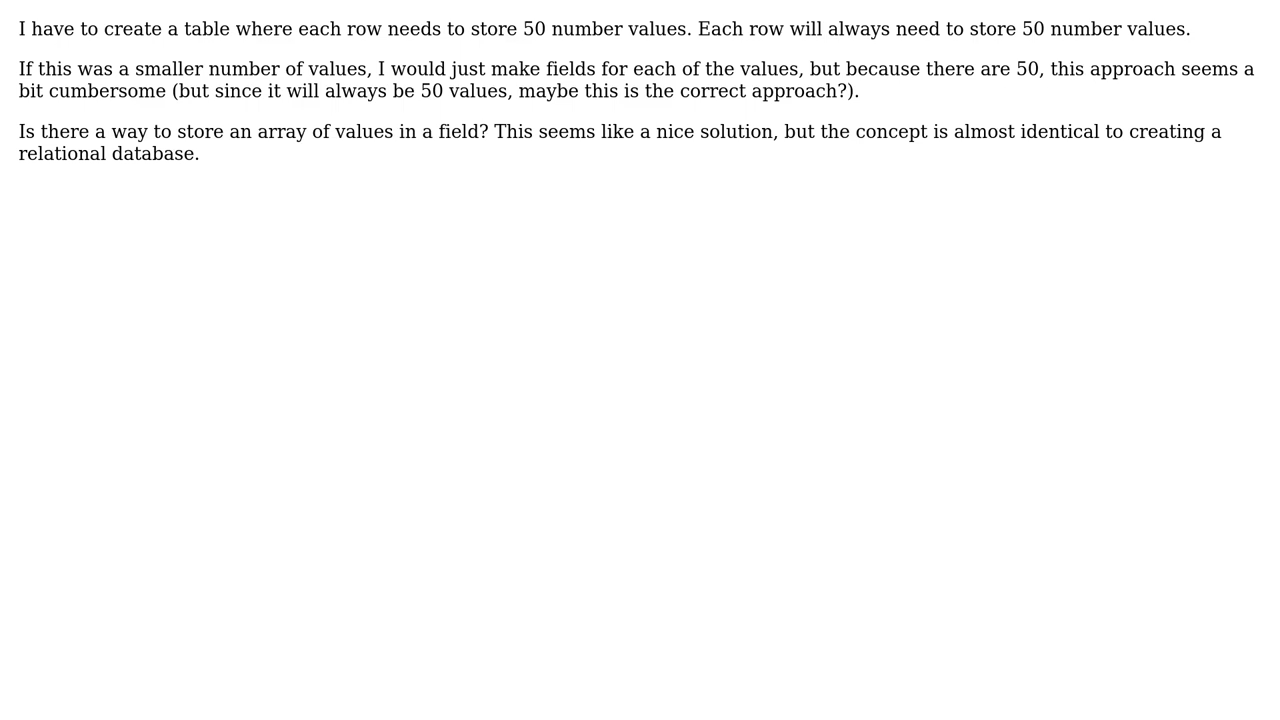 I have to create a table where each row needs to store 50 number values. Each row will always need to store 50 number values.
If this was a smaller number of values, I would just make fields for each of the values, but because there are 50, this approach seems a
bit cumbersome (but since it will always be 50 values, maybe this is the correct approach?).
Is there a way to store an array of values in a field? This seems like a nice solution, but the concept is almost identical to creating a
relational database.